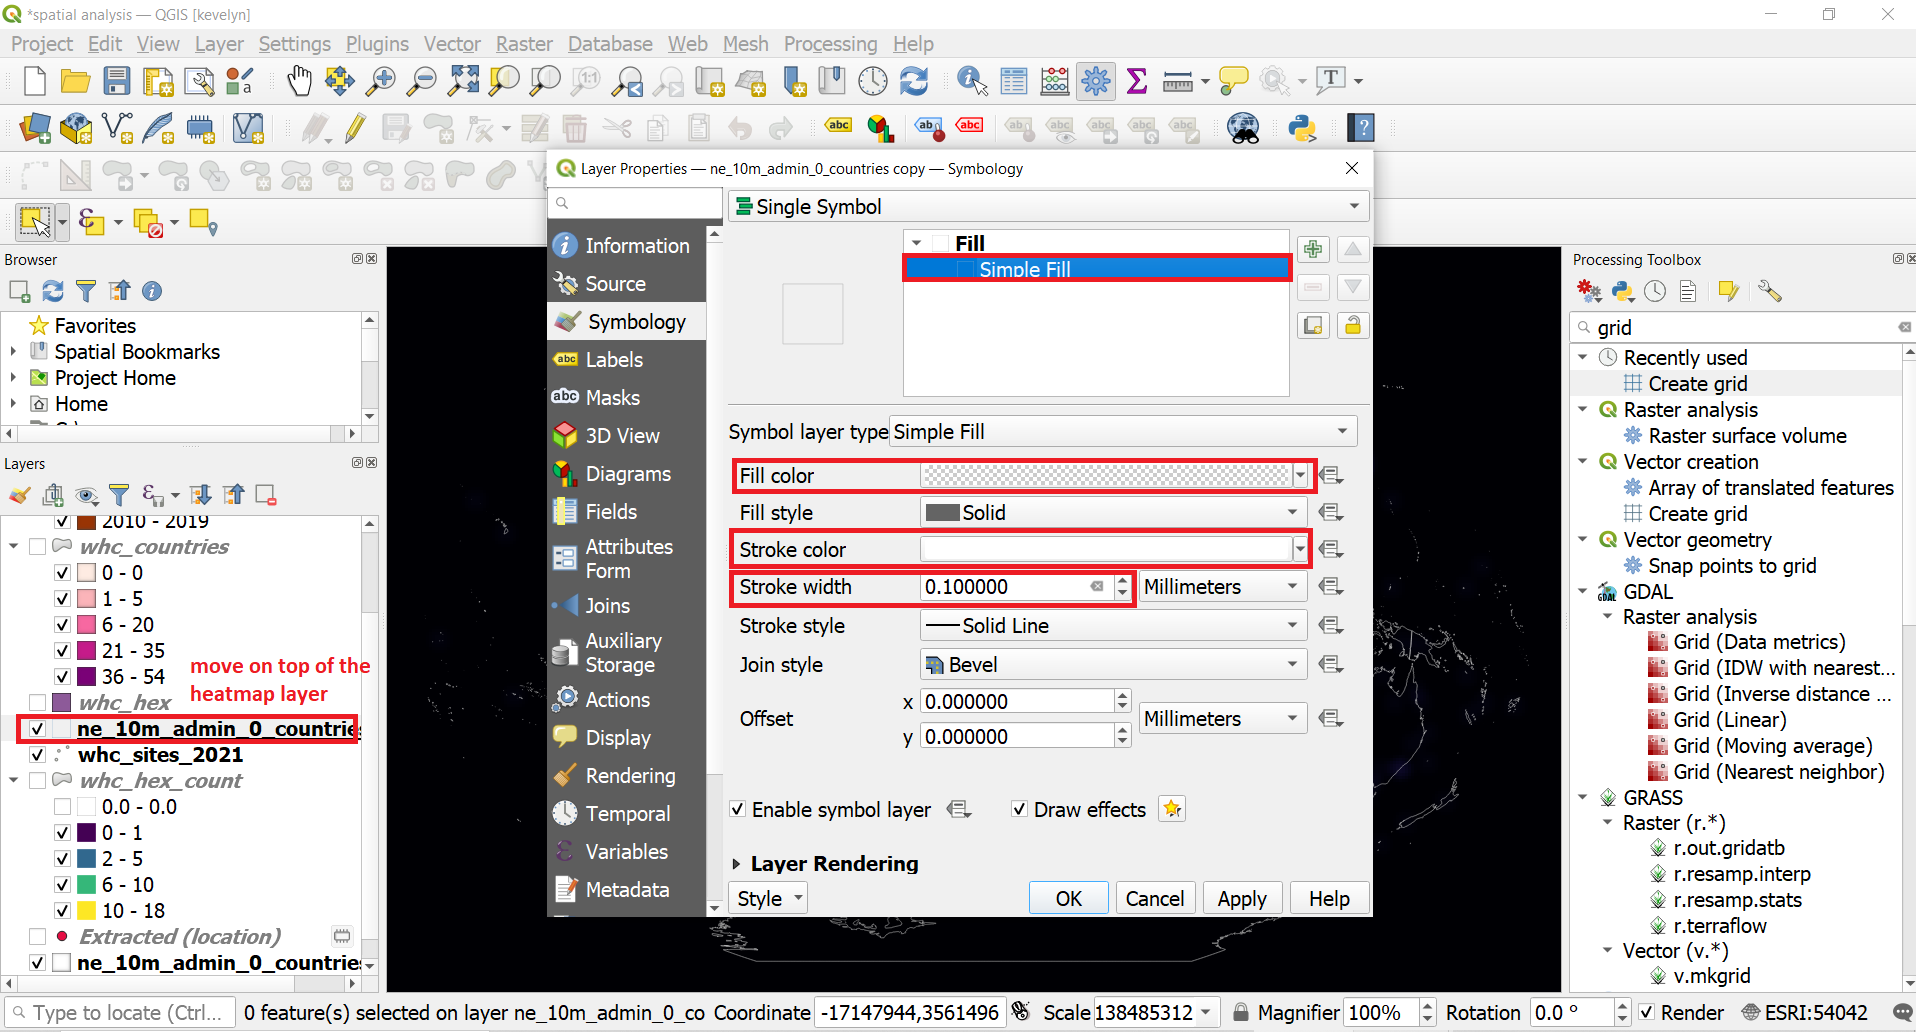 *spatial analysis — QGIS [kevelyn]
Project Edit View Layer Settings Plugins Vector Raster Database Web Mesh Processing Help
Layer Properties — ne_10m_admin_0_countries copy — Symbology
Single Symbol
Information
Source
Symbology
Labels
Masks
3D View
Diagrams
Fields
Attributes
Form
Joins
Auxiliary
Storage
Actions
Display
Rendering
Temporal
Variables
Metadata
Fill
Simple Fill
Symbol layer type Simple Fill
Fill color
Fill style Solid
Stroke color
Stroke width 0.100000 Millimeters
Stroke style Solid Line
Join style Bevel
Offset x 0.000000 Millimeters
y 0.000000
Enable symbol layer Draw effects
Layer Rendering
Style OK Cancel Apply Help
Browser
Favorites
Spatial Bookmarks
Project Home
Home
Layers
2010 - 2019
whc_countries
0 - 0
1 - 5
6 - 20
21 - 35
36 - 54
move on top of the
heatmap layer
whc_hex
ne_10m_admin_0_countrie
whc_sites_2021
whc_hex_count
0.0 - 0.0
0 - 1
2 - 5
6 - 10
10 - 18
Extracted (location)
ne_10m_admin_0_countrie
Processing Toolbox
grid
Recently used
Create grid
Raster analysis
Raster surface volume
Vector creation
Array of translated features
Create grid
Vector geometry
Snap points to grid
GDAL
Raster analysis
Grid (Data metrics)
Grid (IDW with nearest...
Grid (Inverse distance ...
Grid (Linear)
Grid (Moving average)
Grid (Nearest neighbor)
GRASS
Raster (r.*)
r.out.gridatb
r.resamp.interp
r.resamp.stats
r.terraflow
Vector (v.*)
v.mkgrid
Type to locate (Ctrl... 0 feature(s) selected on layer ne_10m_admin_0_co Coordinate -17147944,3561496 Scale 138485312 Magnifier 100% Rotation 0.0 ° Render ESRI:54042